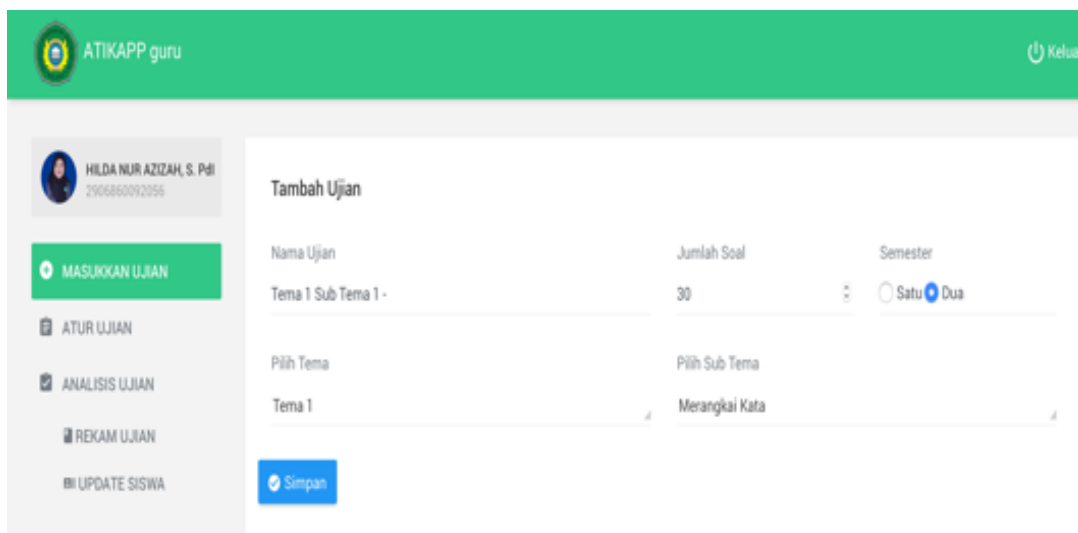 ATIKAPP guru
Kelua
HILDA NUR AZIZAH, S. PdI
2906860092056
MASUKKAN UJIAN
ATUR UJIAN
ANALISIS UJIAN
REKAM UJIAN
UPDATE SISWA
Tambah Ujian
Nama Ujian
Tema 1 Sub Tema 1 -
Jumlah Soal
30
Semester
Satu Dua
Pilih Tema
Tema 1
Pilih Sub Tema
Merangkai Kata
Simpan